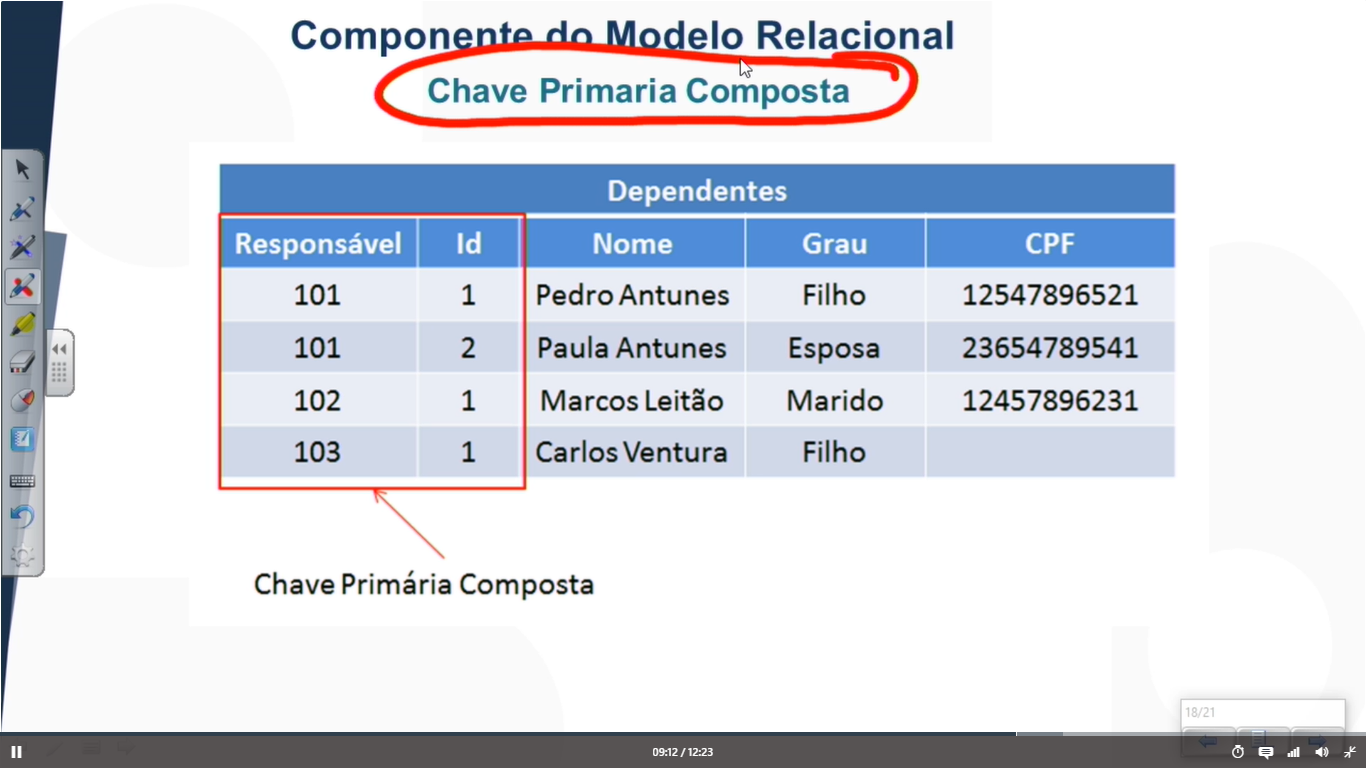 Componente do Modelo Relacional
Chave Primaria Composta
Dependentes
Responsável Id Nome Grau CPF
101 1 Pedro Antunes Filho 12547896521
101 2 Paula Antunes Esposa 23654789541
102 1 Marcos Leitão Marido 12457896231
103 1 Carlos Ventura Filho
Chave Primária Composta
18/21
09:12 / 12:23